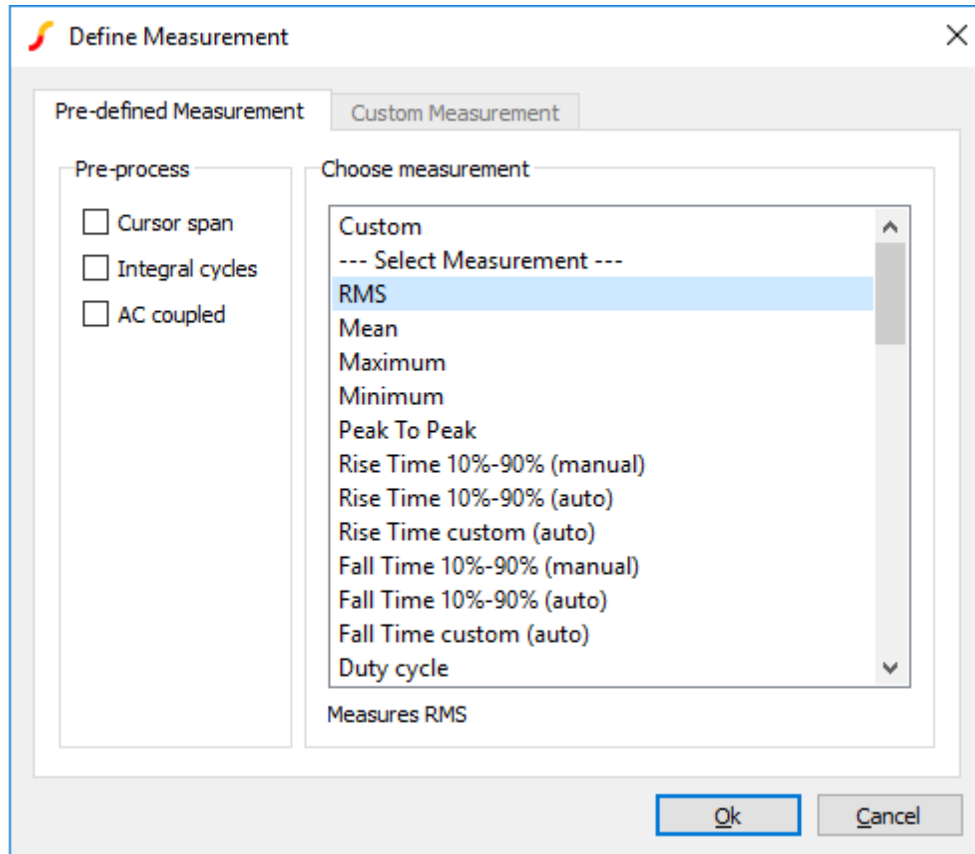 Define Measurement
Pre-defined Measurement
Custom Measurement
Pre-process
Cursor span
Integral cycles
AC coupled
Choose measurement
Custom
--- Select Measurement ---
RMS
Mean
Maximum
Minimum
Peak To Peak
Rise Time 10%-90% (manual)
Rise Time 10%-90% (auto)
Rise Time custom (auto)
Fall Time 10%-90% (manual)
Fall Time 10%-90% (auto)
Fall Time custom (auto)
Duty cycle
Measures RMS
Ok
Cancel